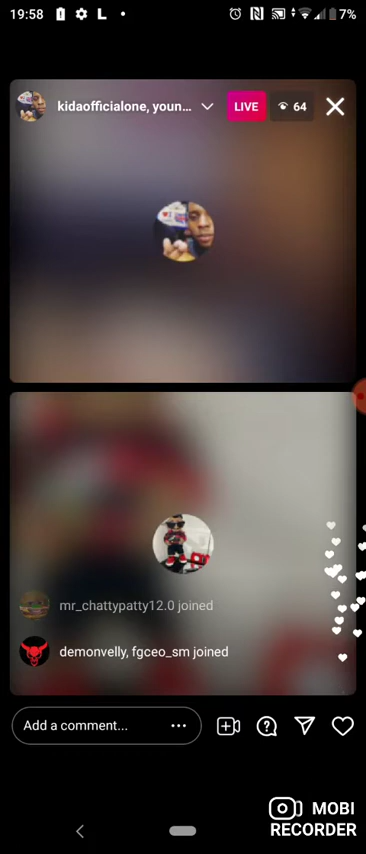 19:58
L
7%
kidaofficialone, youn...
LIVE
64
mr_chattypatty12.0 joined
demonvelly, fgceo_sm joined
Add a comment...
MOBI
RECORDER